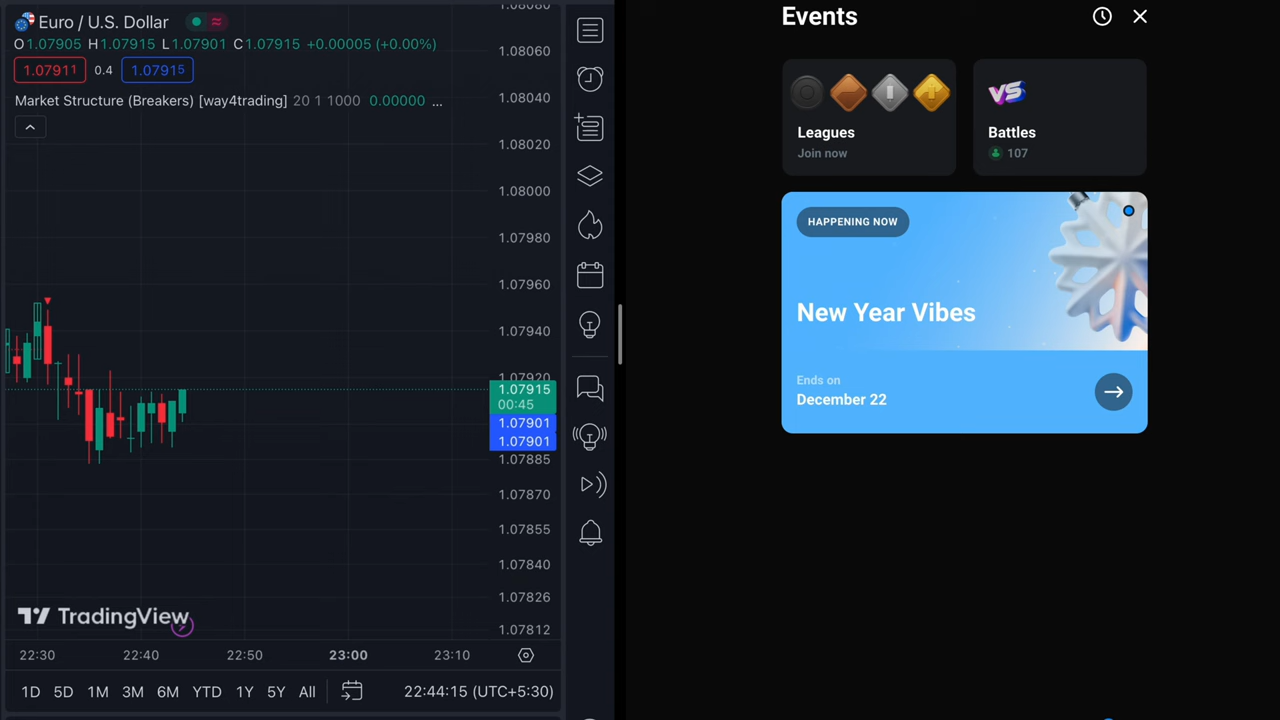 Euro / U.S. Dollar
O1.07905 H1.07915 L1.07901 C1.07915 +0.00005 (+0.00%)
1.07911 0.4 1.07915
Market Structure (Breakers) [way4trading] 20 1 1000 0.00000 ...
1.08080
1.08060
1.08040
1.08020
1.08000
1.07980
1.07960
1.07940
1.07920
1.07915
00:45
1.07901
1.07901
1.07885
1.07870
1.07855
1.07840
1.07826
1.07812
TradingView
22:30 22:40 22:50 23:00 23:10
1D 5D 1M 3M 6M YTD 1Y 5Y All 22:44:15 (UTC+5:30)
Events
Leagues
Join now
VS
Battles
107
HAPPENING NOW
New Year Vibes
Ends on
December 22